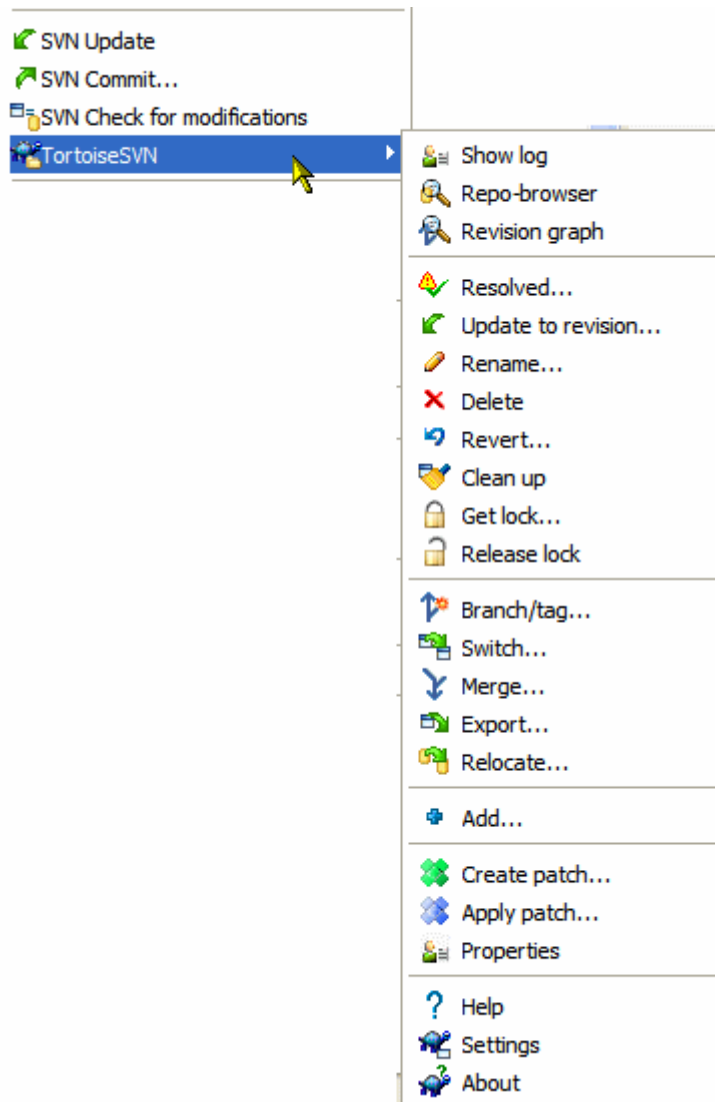 SVN Update
SVN Commit...
SVN Check for modifications
TortoiseSVN
Show log
Repo-browser
Revision graph
Resolved...
Update to revision...
Rename...
Delete
Revert...
Clean up
Get lock...
Release lock
Branch/tag...
Switch...
Merge...
Export...
Relocate...
Add...
Create patch...
Apply patch...
Properties
Help
Settings
About